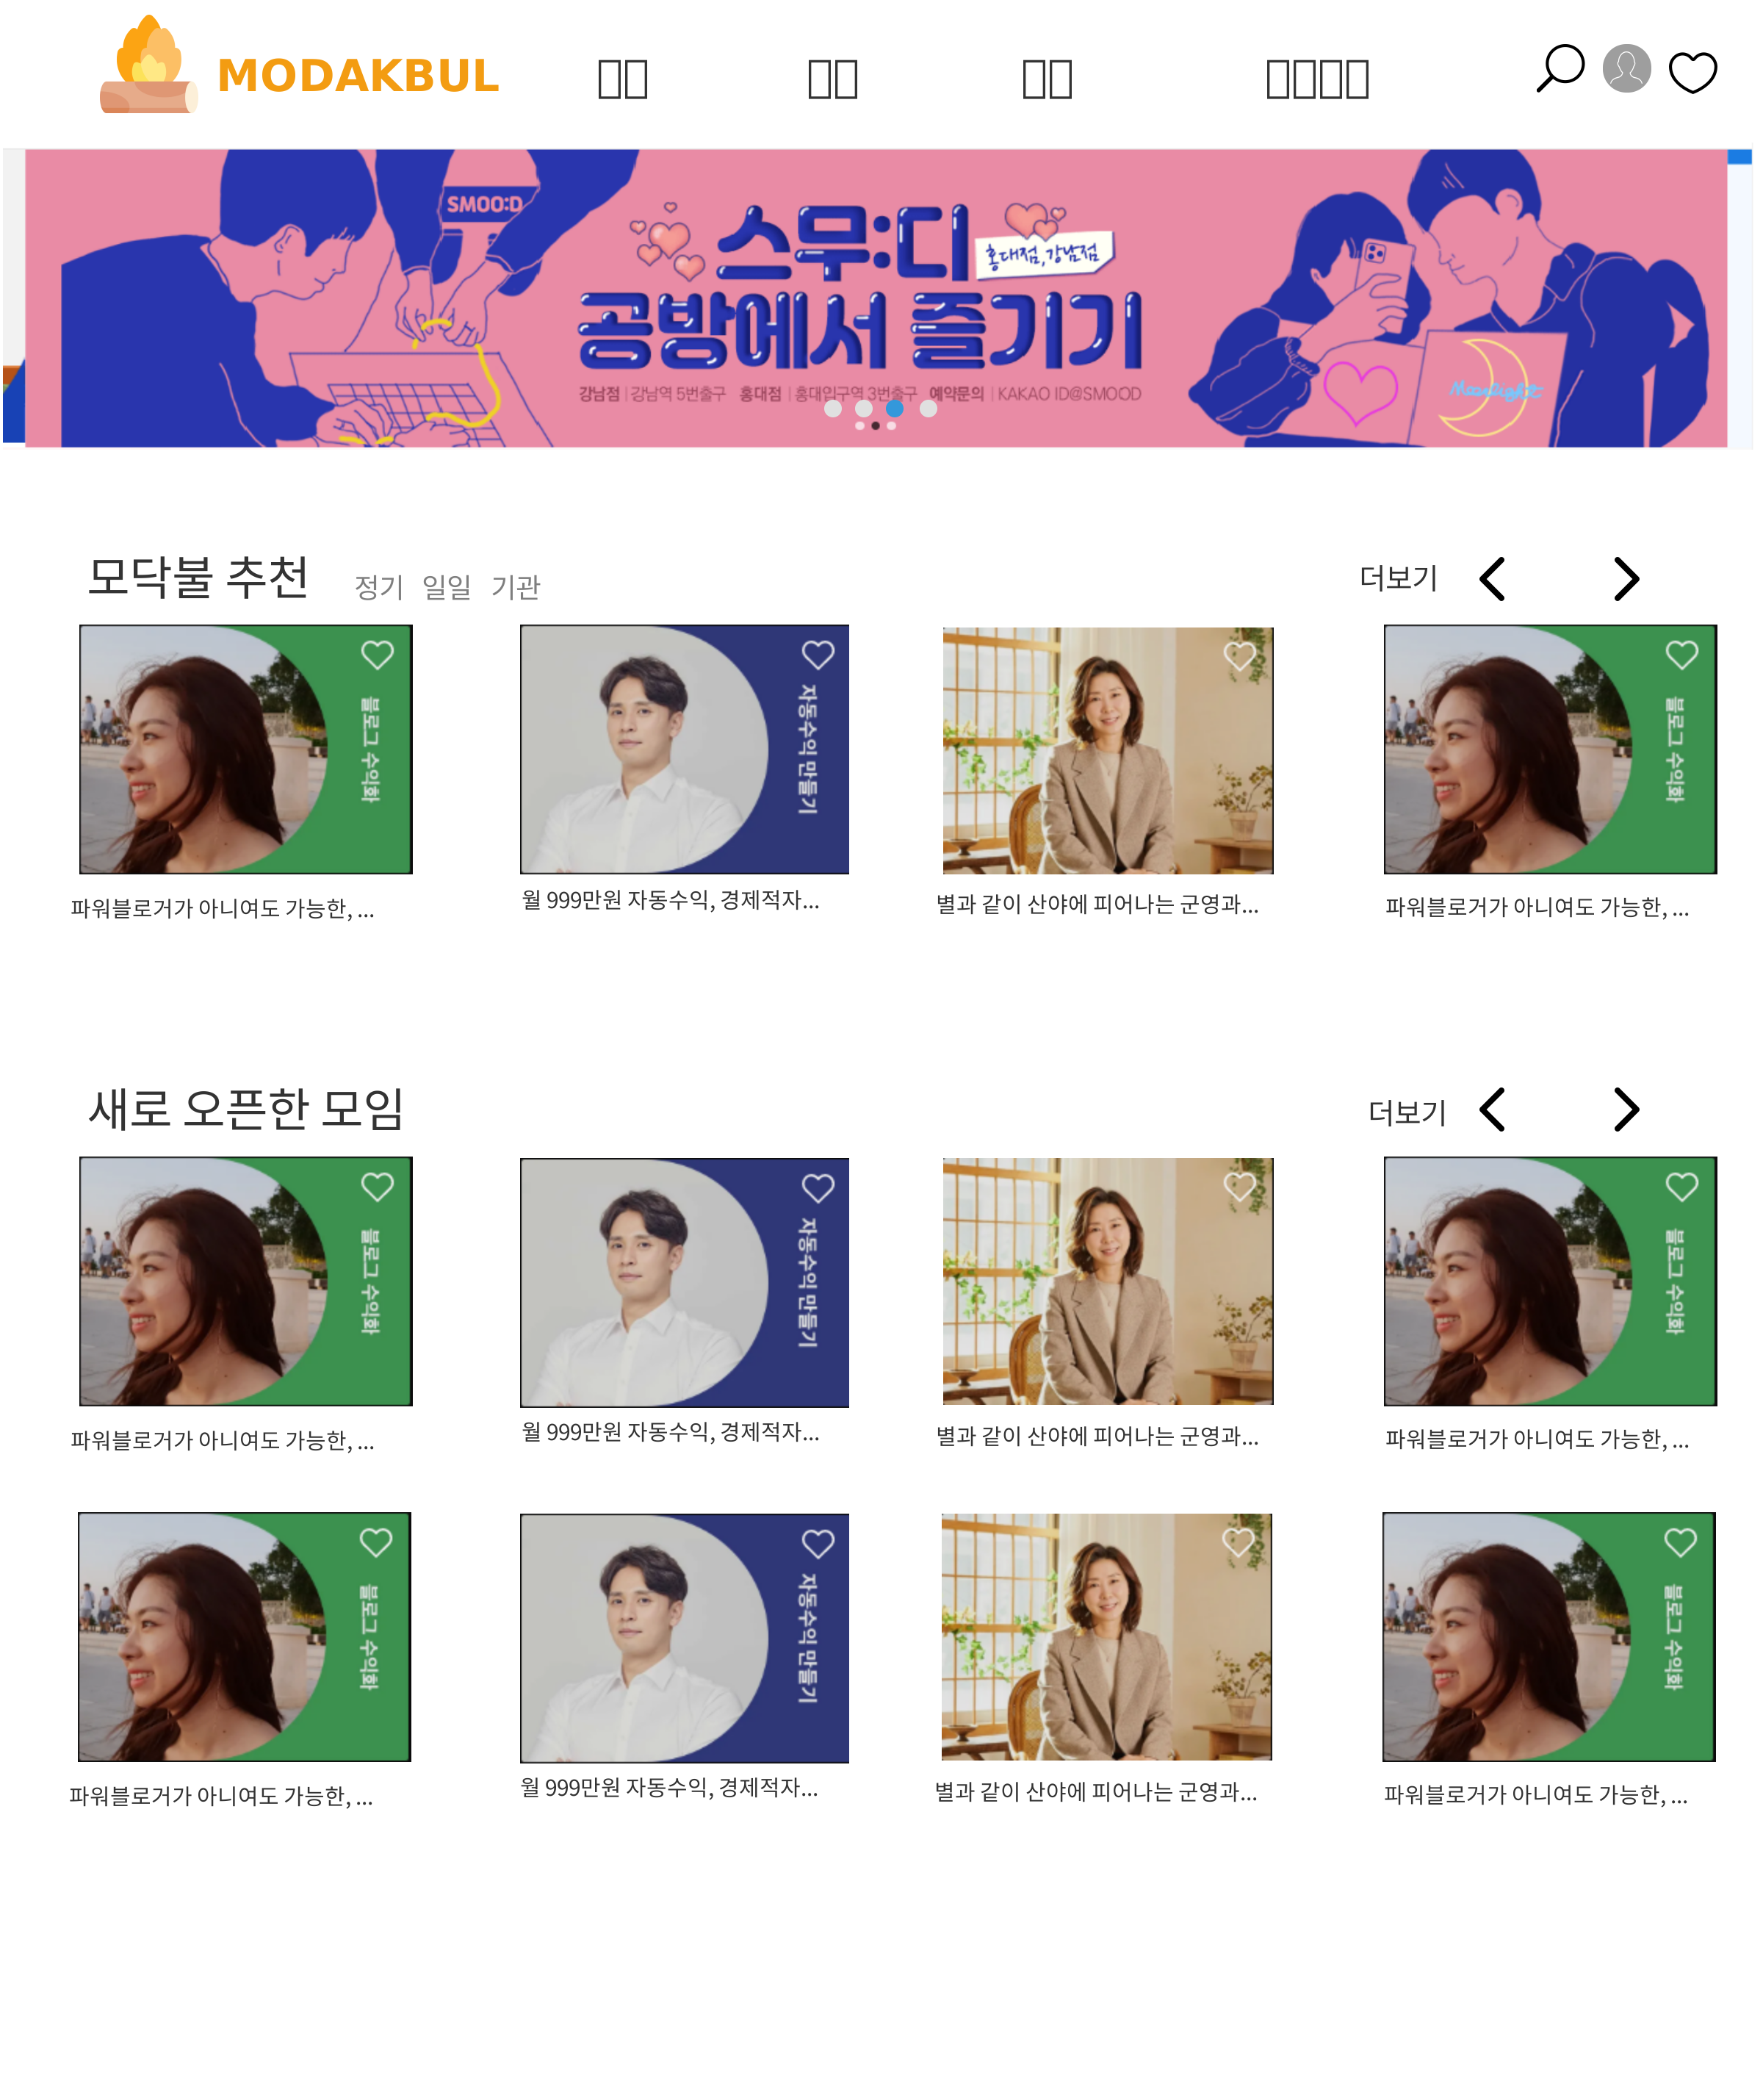 MODAKBUL
SMOO:D
스무:디
홍대점,강남점
공방에서 즐기기
강남점 | 강남역 5번출구 홍대점 | 홍대입구역 3번출구 예약문의 | KAKAO ID@SMOOD
Moonlight
모닥불 추천 정기 일일 기관 더보기
블로그 수익화
자동수익 만들기
블로그 수익화
파워블로거가 아니여도 가능한, ...
월 999만원 자동수익, 경제적자...
별과 같이 산야에 피어나는 군영과...
파워블로거가 아니여도 가능한, ...
새로 오픈한 모임 더보기
블로그 수익화
자동수익 만들기
블로그 수익화
파워블로거가 아니여도 가능한, ...
월 999만원 자동수익, 경제적자...
별과 같이 산야에 피어나는 군영과...
파워블로거가 아니여도 가능한, ...
블로그 수익화
자동수익 만들기
블로그 수익화
파워블로거가 아니여도 가능한, ...
월 999만원 자동수익, 경제적자...
별과 같이 산야에 피어나는 군영과...
파워블로거가 아니여도 가능한, ...